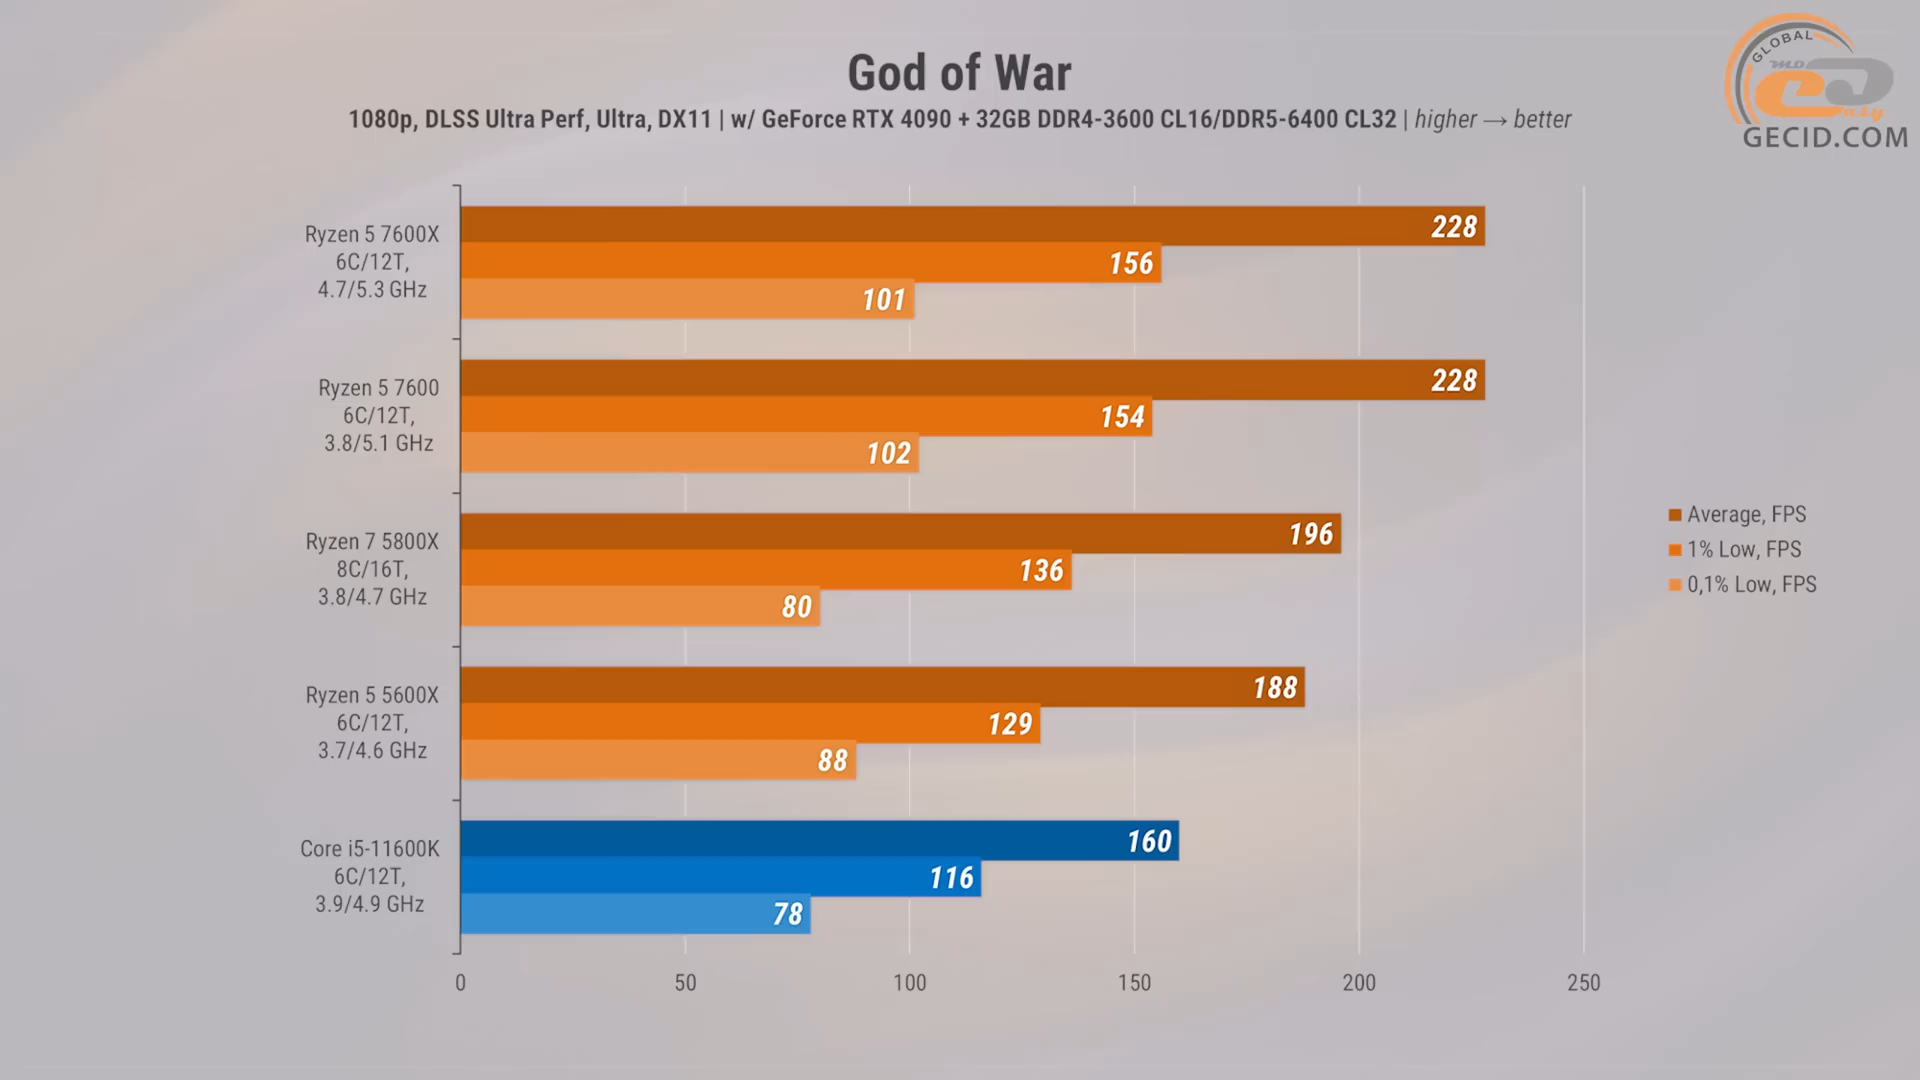 God of War
1080p, DLSS Ultra Perf, Ultra, DX11 | w/ GeForce RTX 4090 + 32GB DDR4-3600 CL16/DDR5-6400 CL32 | higher → better
GLOBAL
GECID.COM
Ryzen 5 7600X
6C/12T,
4.7/5.3 GHz
228
156
101
Ryzen 5 7600
6C/12T,
3.8/5.1 GHz
228
154
102
Ryzen 7 5800X
8C/16T,
3.8/4.7 GHz
196
136
80
Ryzen 5 5600X
6C/12T,
3.7/4.6 GHz
188
129
88
Core i5-11600K
6C/12T,
3.9/4.9 GHz
160
116
78
Average, FPS
1% Low, FPS
0,1% Low, FPS
0 50 100 150 200 250